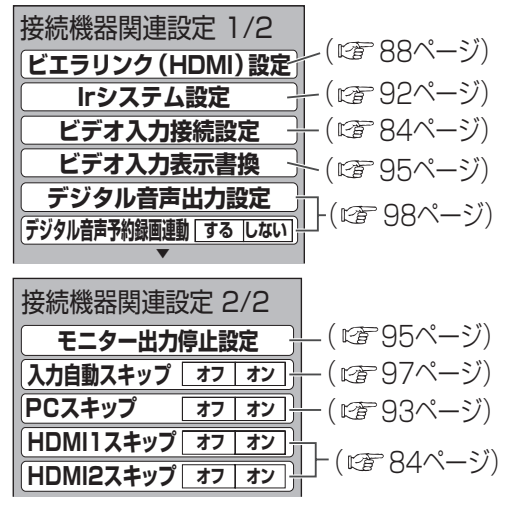 接続機器関連設定 1/2
ビエラリンク(HDMI)設定 (☞ 88ページ)
Irシステム設定 (☞ 92ページ)
ビデオ入力接続設定 (☞ 84ページ)
ビデオ入力表示書換 (☞ 95ページ)
デジタル音声出力設定
デジタル音声予約録画連動 する しない (☞ 98ページ)
▼
接続機器関連設定 2/2
モニター出力停止設定 (☞ 95ページ)
入力自動スキップ オフ オン (☞ 97ページ)
PCスキップ オフ オン (☞ 93ページ)
HDMI1スキップ オフ オン
HDMI2スキップ オフ オン (☞ 84ページ)